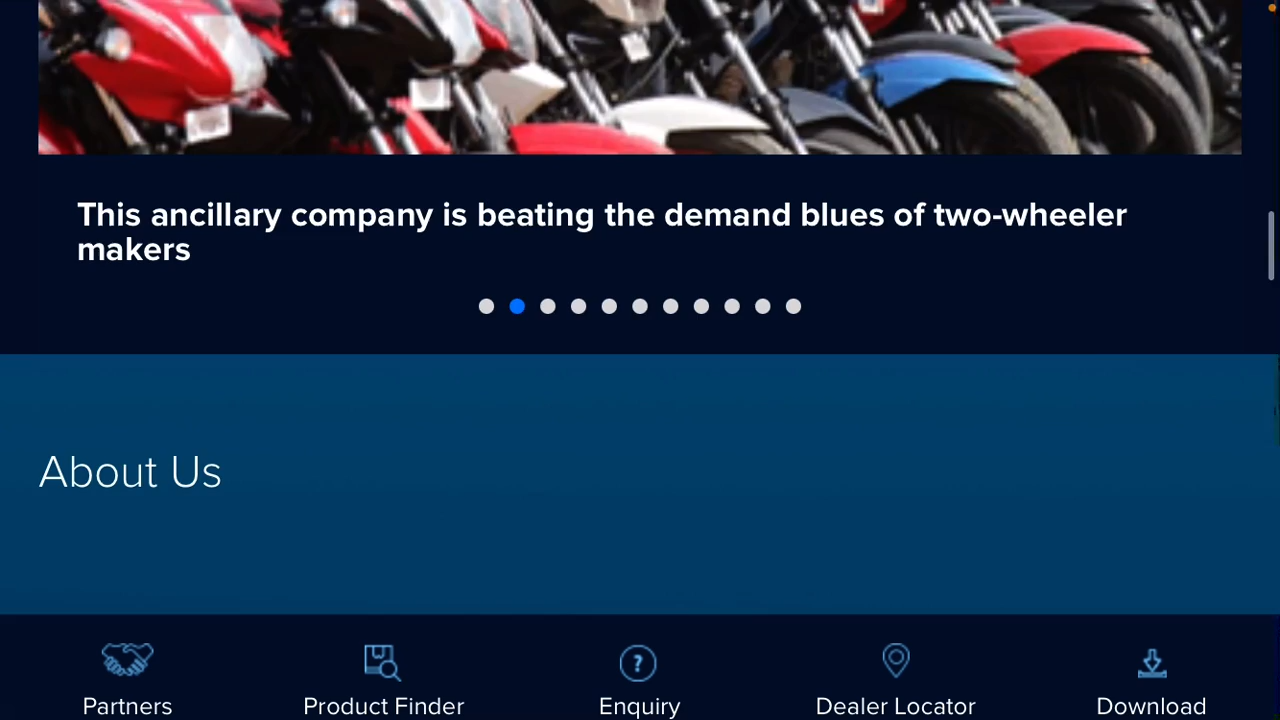 This ancillary company is beating the demand blues of two-wheeler
makers
About Us
Partners
Product Finder
Enquiry
Dealer Locator
Download